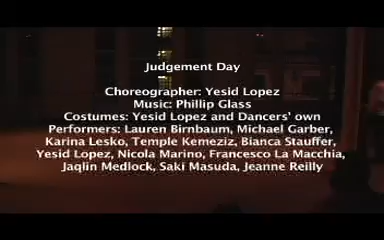 Judgement Day
Choreographer: Yesid Lopez
Music: Phillip Glass
Costumes: Yesid Lopez and Dancers' own
Performers: Lauren Birnbaum, Michael Garber,
Karina Lesko, Temple Kemeziz, Bianca Stauffer,
Yesid Lopez, Nicola Marino, Francesco La Macchia,
Jaqlin Medlock, Saki Masuda, Jeanne Reilly